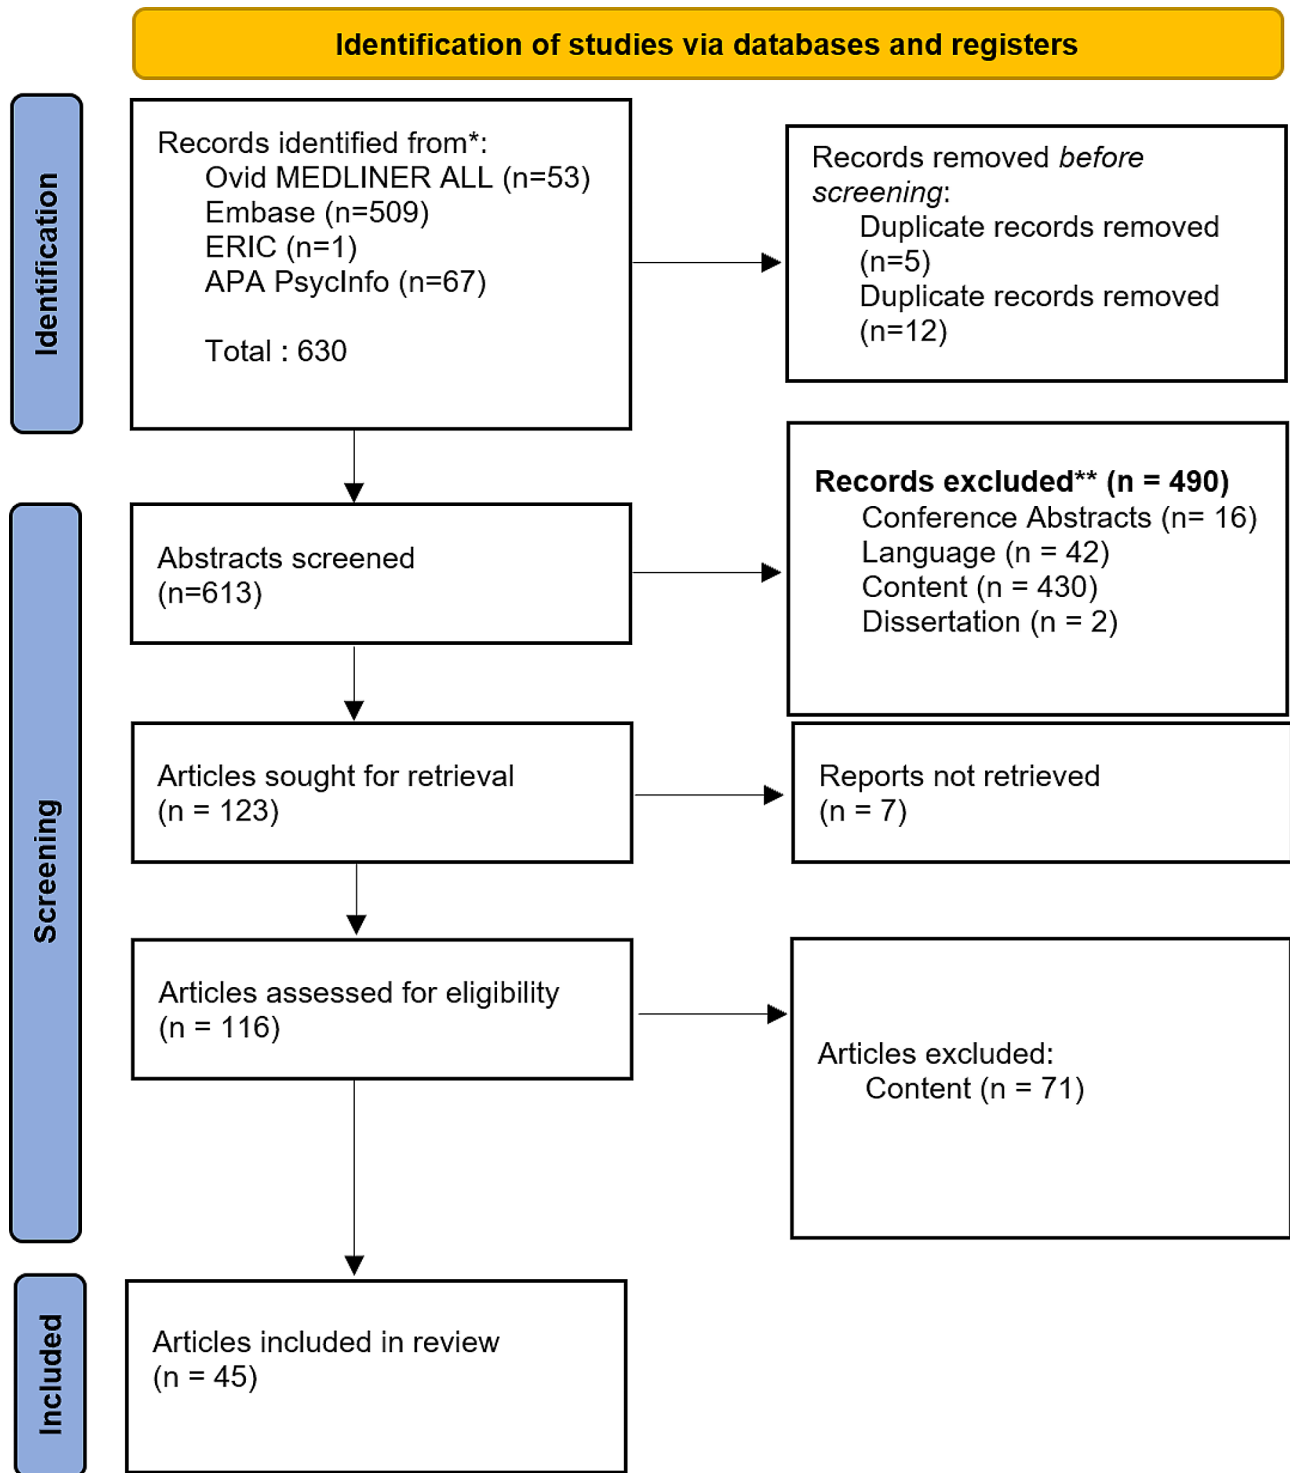 Identification of studies via databases and registers
Identification
Records identified from*:
Ovid MEDLINER ALL (n=53)
Embase (n=509)
ERIC (n=1)
APA PsycInfo (n=67)
Total : 630
Records removed before
screening:
Duplicate records removed
(n=5)
Duplicate records removed
(n=12)
Screening
Abstracts screened
(n=613)
Records excluded** (n = 490)
Conference Abstracts (n= 16)
Language (n = 42)
Content (n = 430)
Dissertation (n = 2)
Articles sought for retrieval
(n = 123)
Reports not retrieved
(n = 7)
Articles assessed for eligibility
(n = 116)
Articles excluded:
Content (n = 71)
Included
Articles included in review
(n = 45)